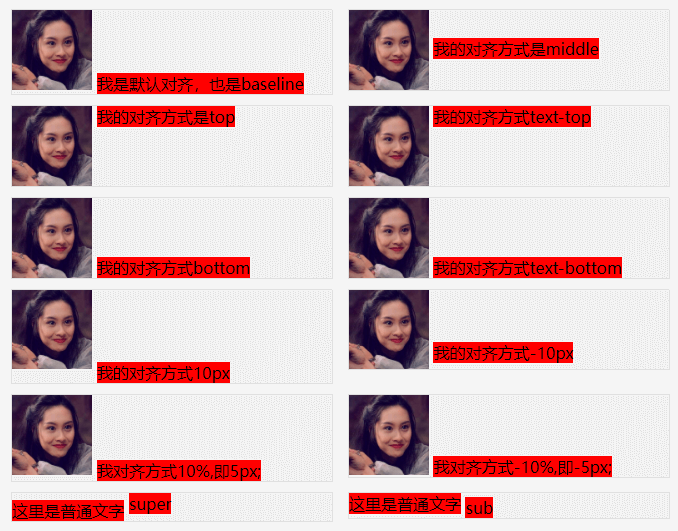 我是默认对齐，也是baseline
我的对齐方式是middle
我的对齐方式是top
我的对齐方式text-top
我的对齐方式bottom
我的对齐方式text-bottom
我的对齐方式10px
我的对齐方式-10px
我对齐方式10%,即5px;
我对齐方式-10%,即-5px;
这里是普通文字 super
这里是普通文字 sub